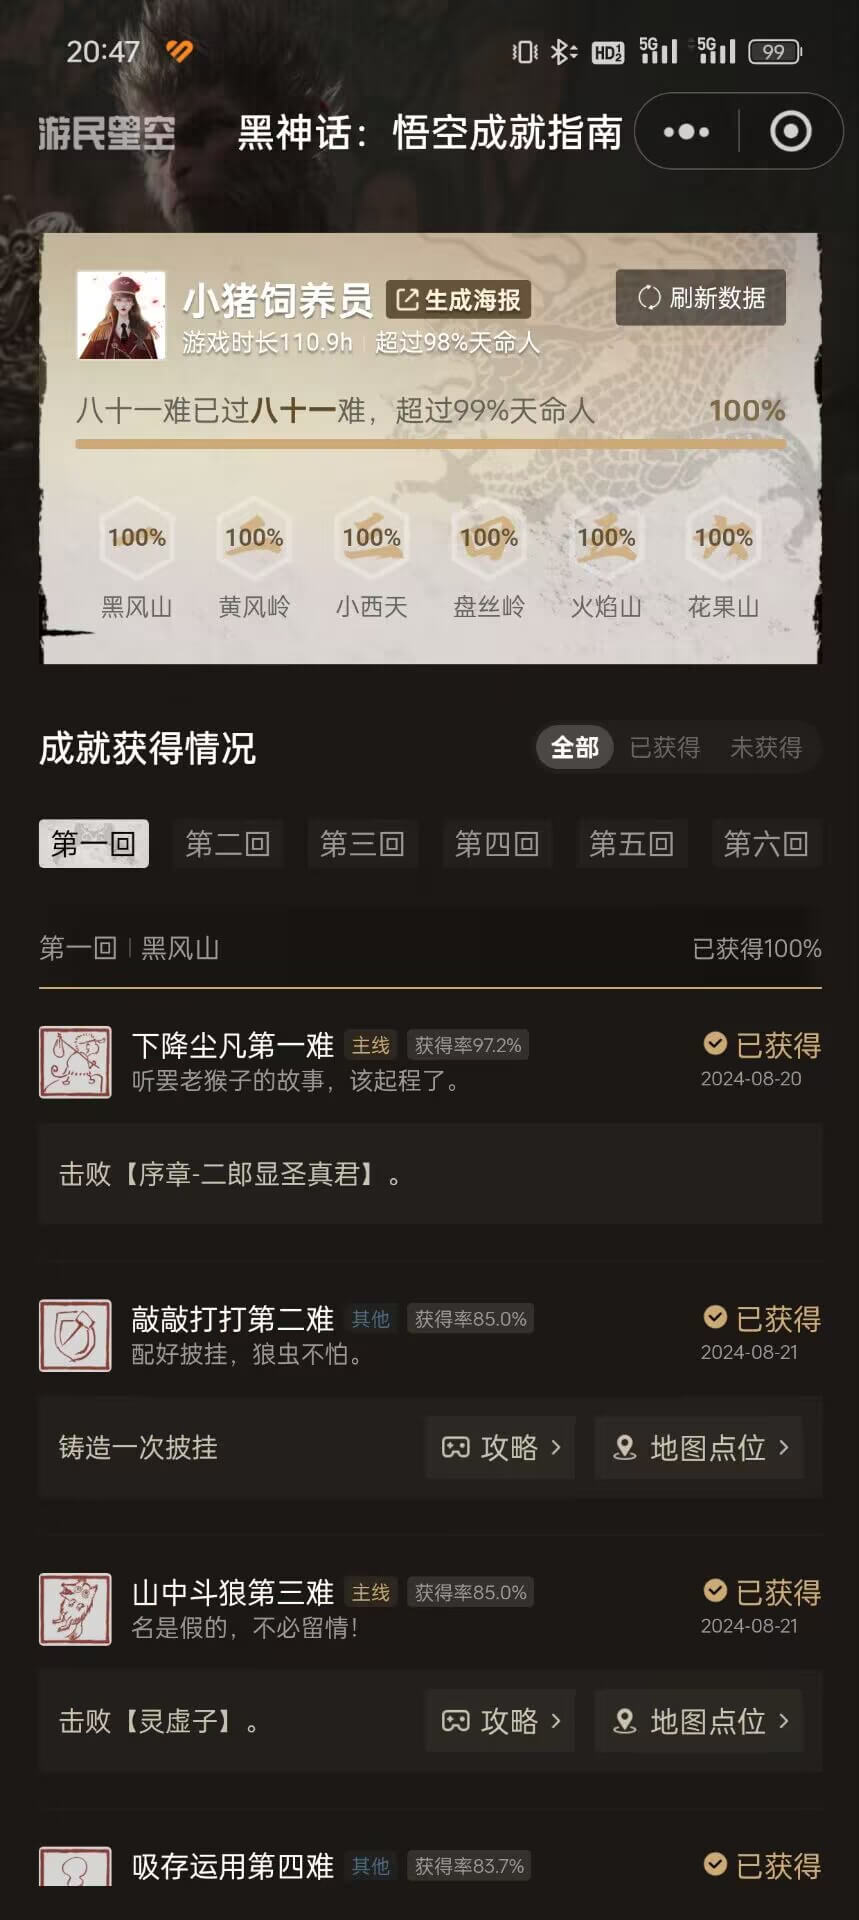 20:47 HD 1 2 5G 5G 99
游民星空 黑神话：悟空成就指南
小猪饲养员 生成海报 刷新数据
游戏时长110.9h 超过98%天命人
八十一难已过八十一难，超过99%天命人 100%
100% 100% 100% 100% 100% 100%
黑风山 黄风岭 小西天 盘丝岭 火焰山 花果山
成就获得情况 全部 已获得 未获得
第一回 第二回 第三回 第四回 第五回 第六回
第一回 黑风山 已获得100%
下降尘凡第一难 主线 获得率97.2% 已获得
听罢老猴子的故事，该起程了。 2024-08-20
击败【序章-二郎显圣真君】。
敲敲打打第二难 其他 获得率85.0% 已获得
配好披挂，狼虫不怕。 2024-08-21
铸造一次披挂 攻略 地图点位
山中斗狼第三难 主线 获得率85.0% 已获得
名是假的，不必留情！ 2024-08-21
击败【灵虚子】。 攻略 地图点位
吸存运用第四难 其他 获得率83.7% 已获得